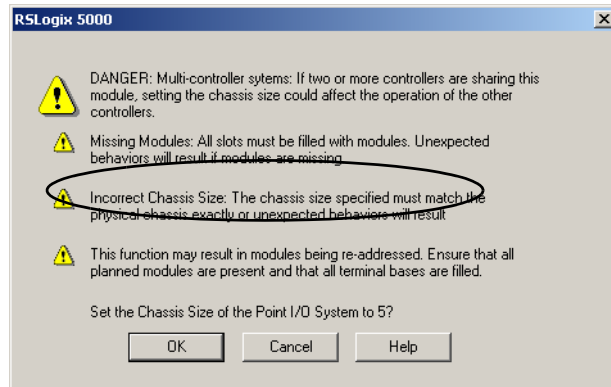 RSLogix 5000
DANGER: Multi-controller sytems: If two or more controllers are sharing this
module, setting the chassis size could affect the operation of the other
controllers.
Missing Modules: All slots must be filled with modules. Unexpected
behaviors will result if modules are missing
Incorrect Chassis Size: The chassis size specified must match the
physical chassis exactly or unexpected behaviors will result
This function may result in modules being re-addressed. Ensure that all
planned modules are present and that all terminal bases are filled.
Set the Chassis Size of the Point I/O System to 5?
OK
Cancel
Help